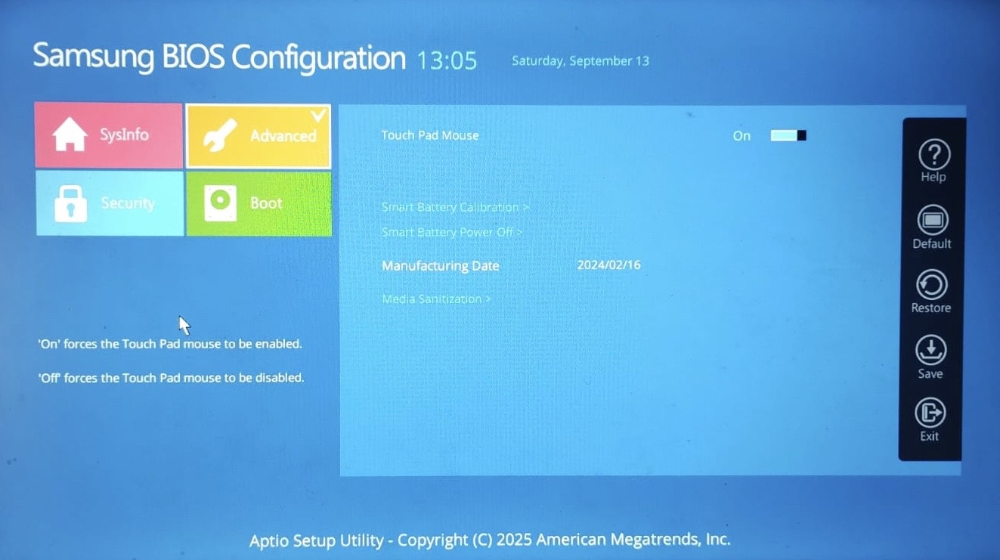 Samsung BIOS Configuration 13:05 Saturday, September 13
SysInfo
Advanced
Security
Boot
Touch Pad Mouse On
Smart Battery Calibration >
Smart Battery Power Off >
Manufacturing Date 2024/02/16
Media Sanitization >
'On' forces the Touch Pad mouse to be enabled.
'Off' forces the Touch Pad mouse to be disabled.
Help
Default
Restore
Save
Exit
Aptio Setup Utility - Copyright (C) 2025 American Megatrends, Inc.